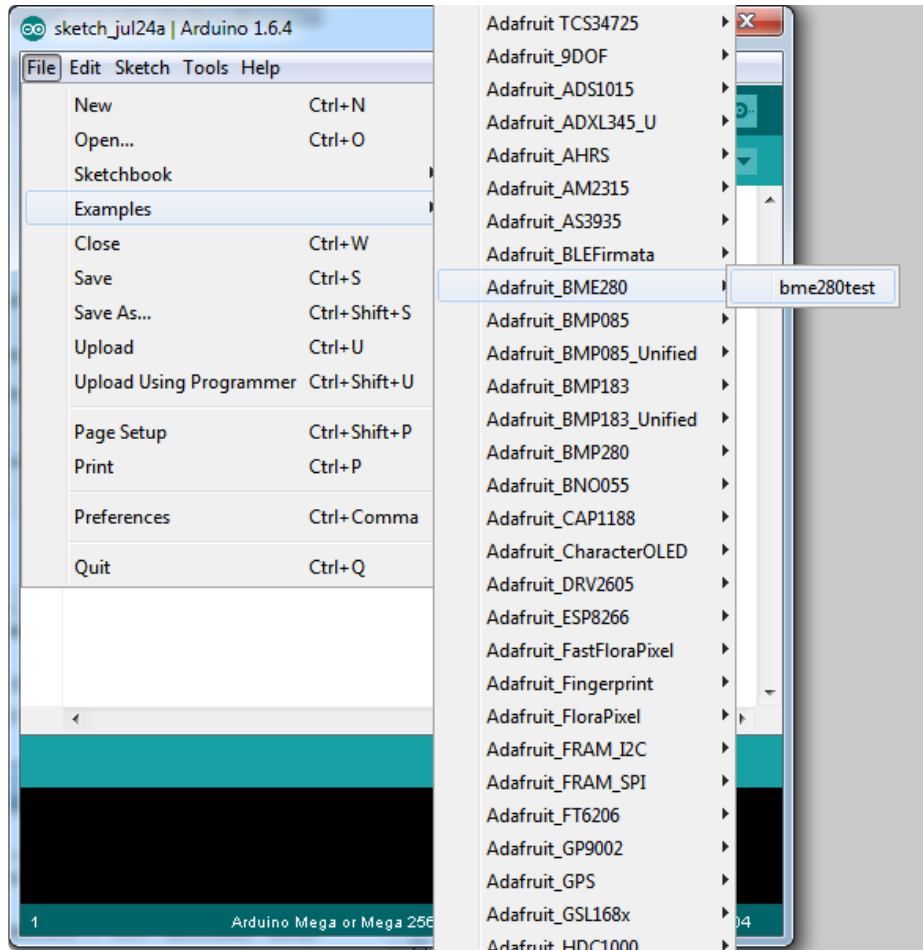 sketch_jul24a | Arduino 1.6.4
File Edit Sketch Tools Help
New Ctrl+N
Open... Ctrl+O
Sketchbook
Examples
Close Ctrl+W
Save Ctrl+S
Save As... Ctrl+Shift+S
Upload Ctrl+U
Upload Using Programmer Ctrl+Shift+U
Page Setup Ctrl+Shift+P
Print Ctrl+P
Preferences Ctrl+Comma
Quit Ctrl+Q
Adafruit TCS34725
Adafruit_9DOF
Adafruit_ADS1015
Adafruit_ADXL345_U
Adafruit_AHRS
Adafruit_AM2315
Adafruit_AS3935
Adafruit_BLEFirmata
Adafruit_BME280
bme280test
Adafruit_BMP085
Adafruit_BMP085_Unified
Adafruit_BMP183
Adafruit_BMP183_Unified
Adafruit_BMP280
Adafruit_BNO055
Adafruit_CAP1188
Adafruit_CharacterOLED
Adafruit_DRV2605
Adafruit_ESP8266
Adafruit_FastFloraPixel
Adafruit_Fingerprint
Adafruit_FloraPixel
Adafruit_FRAM_I2C
Adafruit_FRAM_SPI
Adafruit_FT6206
Adafruit_GP9002
Adafruit_GPS
Adafruit_GSL168x
Adafruit_HDC1000
1 Arduino Mega or Mega 256 04